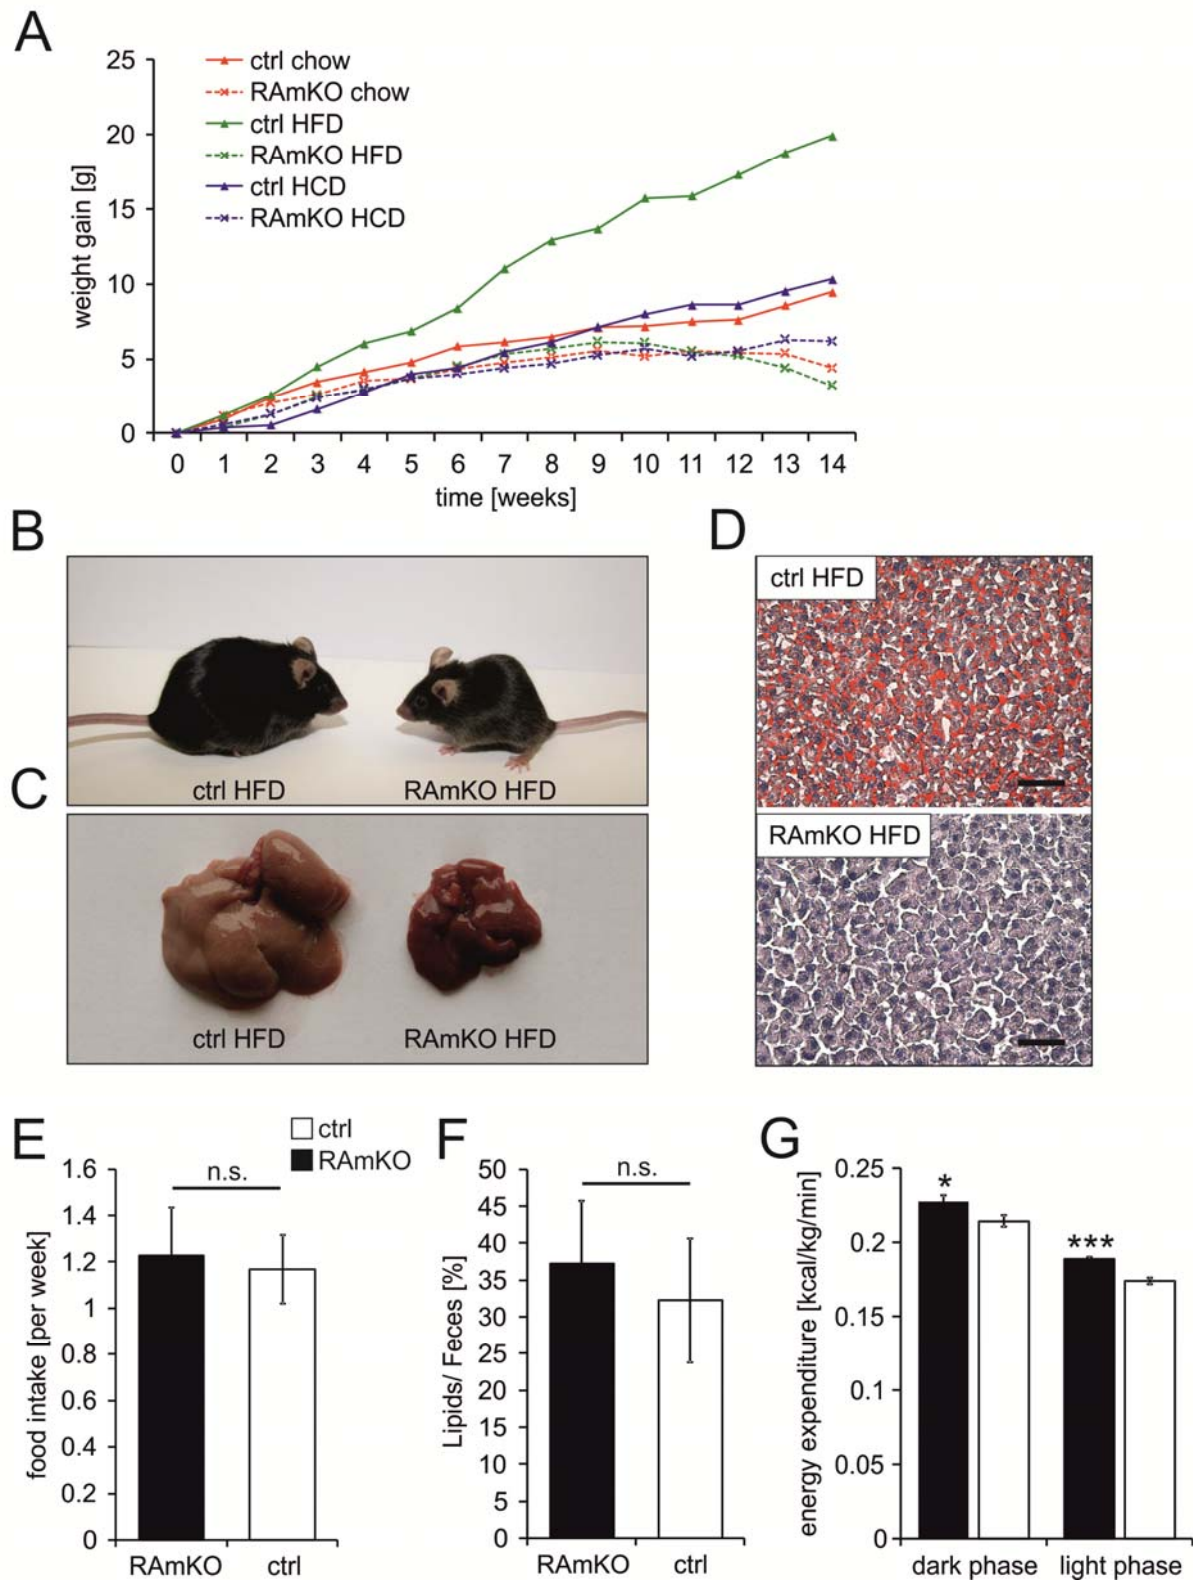 A
25
20
15
10
5
0
weight gain [g]
ctrl chow
RAmKO chow
ctrl HFD
RAmKO HFD
ctrl HCD
RAmKO HCD
0 1 2 3 4 5 6 7 8 9 10 11 12 13 14
time [weeks]
B
ctrl HFD
RAmKO HFD
C
ctrl HFD
RAmKO HFD
D
ctrl HFD
RAmKO HFD
E
ctrl
RAmKO
1.6
1.4
1.2
1
0.8
0.6
0.4
0.2
0
food intake [per week]
n.s.
RAmKO ctrl
F
50
45
40
35
30
25
20
15
10
5
0
Lipids/ Feces [%]
n.s.
RAmKO ctrl
G
0.25
0.2
0.15
0.1
0.05
0
energy expenditure [kcal/kg/min]
*
***
dark phase light phase